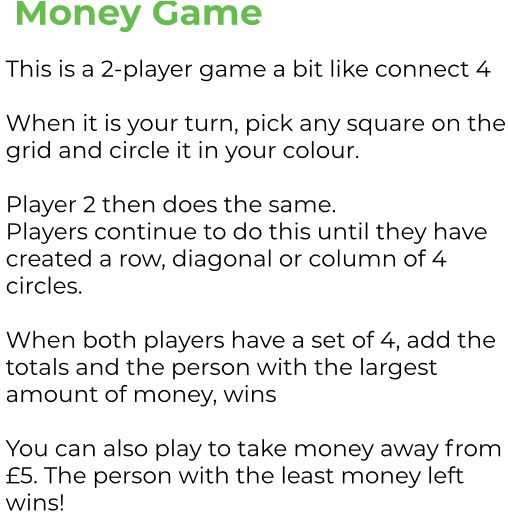 Money Game
This is a 2-player game a bit like connect 4
When it is your turn, pick any square on the
grid and circle it in your colour.
Player 2 then does the same.
Players continue to do this until they have
created a row, diagonal or column of 4
circles.
When both players have a set of 4, add the
totals and the person with the largest
amount of money, wins
You can also play to take money away from
£5. The person with the least money left
wins!